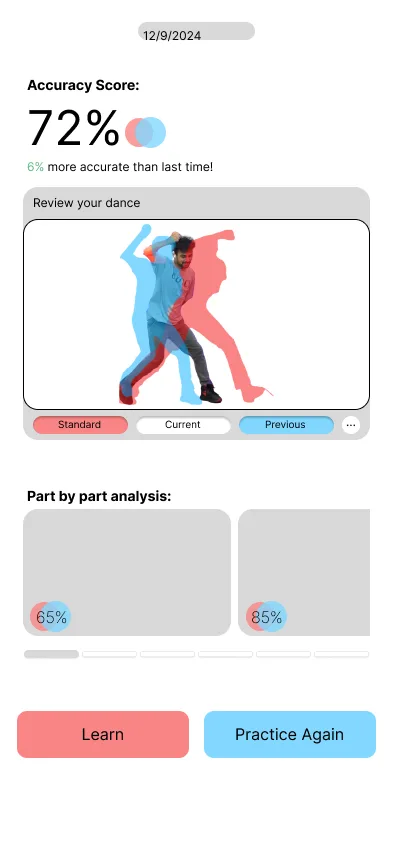 12/9/2024
Accuracy Score:
72%
6% more accurate than last time!
Review your dance
Standard
Current
Previous
...
Part by part analysis:
65%
85%
Learn
Practice Again